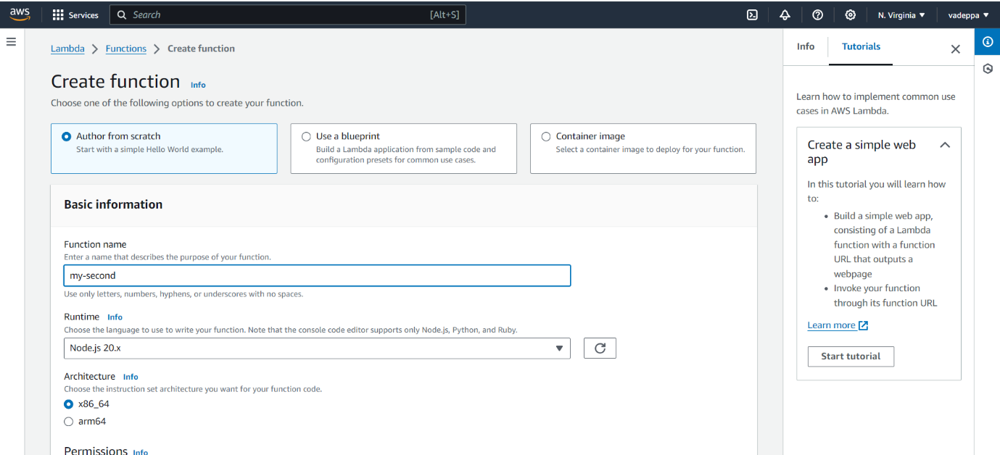 aws Services Search [Alt+S] N. Virginia vadeppa
Lambda Functions Create function
Create function Info
Choose one of the following options to create your function.
Author from scratch
Start with a simple Hello World example.
Use a blueprint
Build a Lambda application from sample code and
configuration presets for common use cases.
Container image
Select a container image to deploy for your function.
Basic information
Function name
Enter a name that describes the purpose of your function.
my-second
Use only letters, numbers, hyphens, or underscores with no spaces.
Runtime Info
Choose the language to use to write your function. Note that the console code editor supports only Node.js, Python, and Ruby.
Node.js 20.x
Architecture Info
Choose the instruction set architecture you want for your function code.
x86_64
arm64
Permissions Info
Info Tutorials
Learn how to implement common use
cases in AWS Lambda.
Create a simple web
app
In this tutorial you will learn how
to:
• Build a simple web app,
consisting of a Lambda
function with a function
URL that outputs a
webpage
• Invoke your function
through its function URL
Learn more
Start tutorial